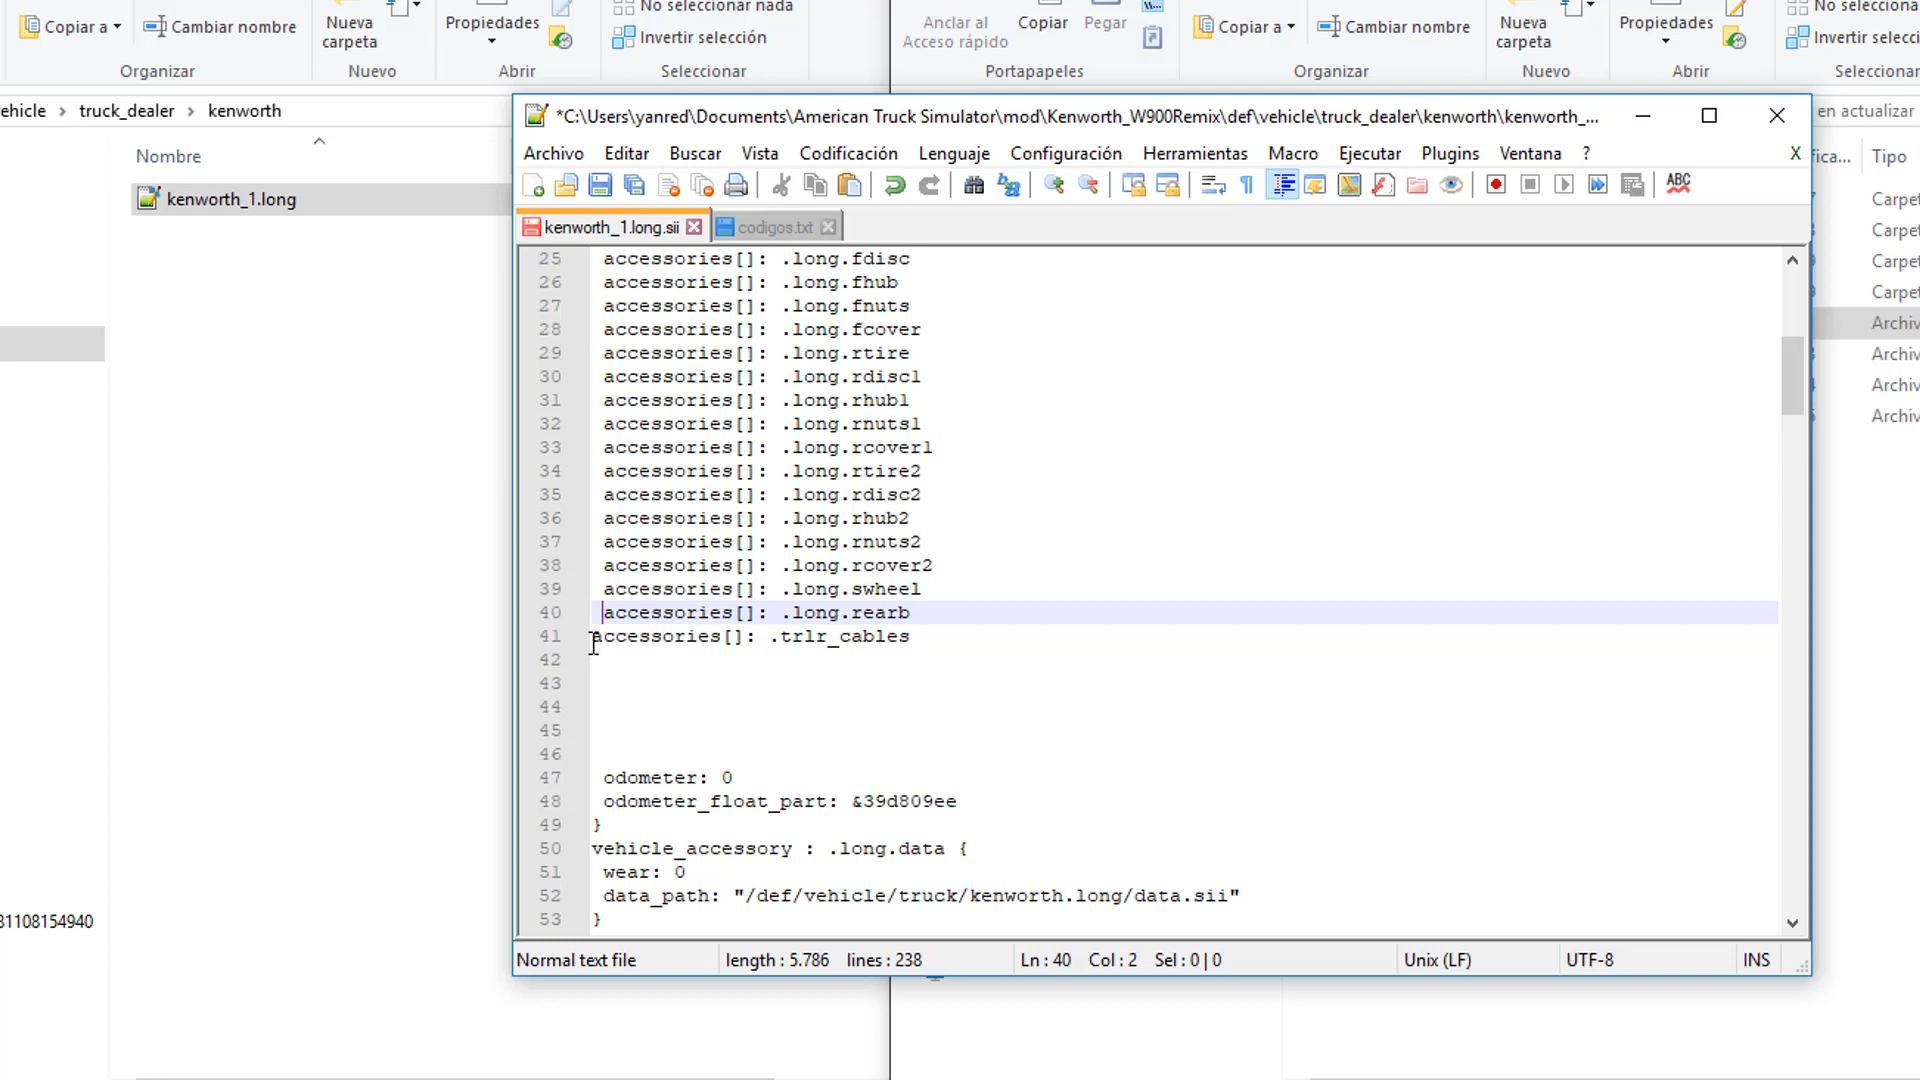 No seleccionar nada
No seleccionar
Copiar a
Cambiar nombre
Nueva carpeta
Propiedades
Invertir selección
Organizar
Nuevo
Abrir
Seleccionar
Anclar al Acceso rápido
Copiar
Pegar
Copiar a
Cambiar nombre
Nueva carpeta
Propiedades
Portapapeles
Organizar
Nuevo
Abrir
Seleccionar
truck_dealer > kenworth
Nombre
kenworth_1.long
*C:\Users\yanred\Documents\American Truck Simulator\mod\Kenworth_W900Remix\def\vehicle\truck_dealer\kenworth\kenworth_...
Archivo Editar Buscar Vista Codificación Lenguaje Configuración Herramientas Macro Ejecutar Plugins Ventana ? X
ABC
kenworth_1.long.sii codigos.txt
25 accessories[]: .long.fdisc
26 accessories[]: .long.fhub
27 accessories[]: .long.fnuts
28 accessories[]: .long.fcover
29 accessories[]: .long.rtire
30 accessories[]: .long.rdisc1
31 accessories[]: .long.rhub1
32 accessories[]: .long.rnuts1
33 accessories[]: .long.rcover1
34 accessories[]: .long.rtire2
35 accessories[]: .long.rdisc2
36 accessories[]: .long.rhub2
37 accessories[]: .long.rnuts2
38 accessories[]: .long.rcover2
39 accessories[]: .long.swheel
40 accessories[]: .long.rearb
41 accessories[]: .trlr_cables
42
43
44
45
46
47 odometer: 0
48 odometer_float_part: &39d809ee
49 }
50 vehicle_accessory : .long.data {
51 wear: 0
52 data_path: "/def/vehicle/truck/kenworth.long/data.sii"
53 }
Normal text file length : 5.786 lines : 238 Ln : 40 Col : 2 Sel : 0 | 0 Unix (LF) UTF-8 INS
en actualizar
Tipo
31108154940